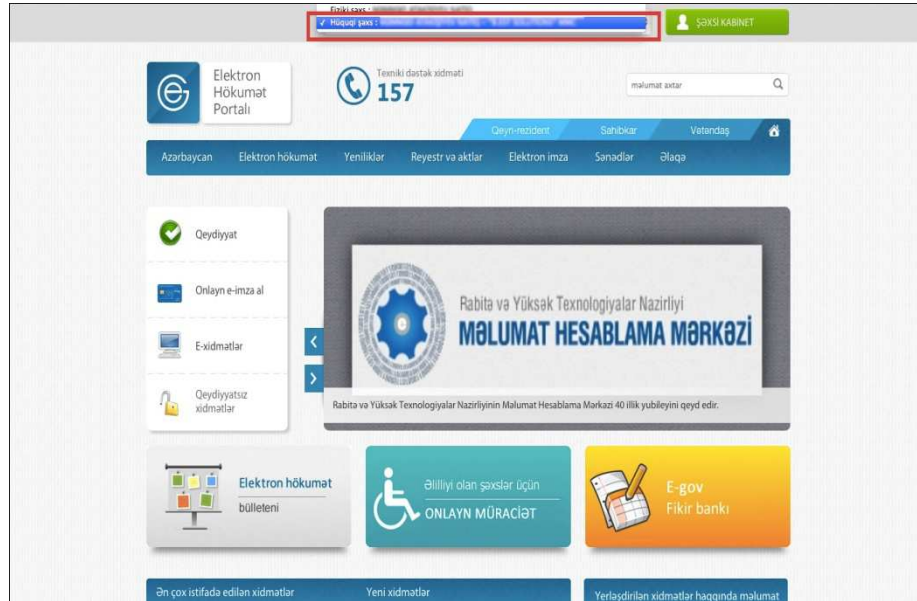 Fiziki şəxs :
✓ Hüquqi şəxs :
ŞƏXSİ KABİNET
Elektron
Hökumət
Portalı
Texniki dəstək xidməti
157
məlumat axtar
Qeyri-rezident
Sahibkar
Vətəndaş
Azərbaycan
Elektron hökumət
Yeniliklər
Reyestr və aktlar
Elektron imza
Sənədlər
Əlaqə
Qeydiyyat
Onlayn e-imza al
E-xidmətlər
Qeydiyyatsız
xidmətlər
Rabitə və Yüksək Texnologiyalar Nazirliyi
MƏLUMAT HESABLAMA MƏRKƏZİ
Rabitə və Yüksək Texnologiyalar Nazirliyinin Məlumat Hesablama Mərkəzi 40 illik yubileyini qeyd edir.
Elektron hökumət
bülleteni
Əlilliyi olan şəxslər üçün
ONLAYN MÜRACİƏT
E-gov
Fikir bankı
Ən çox istifadə edilən xidmətlər
Yeni xidmətlər
Yerləşdirilən xidmətlər haqqında məlumat